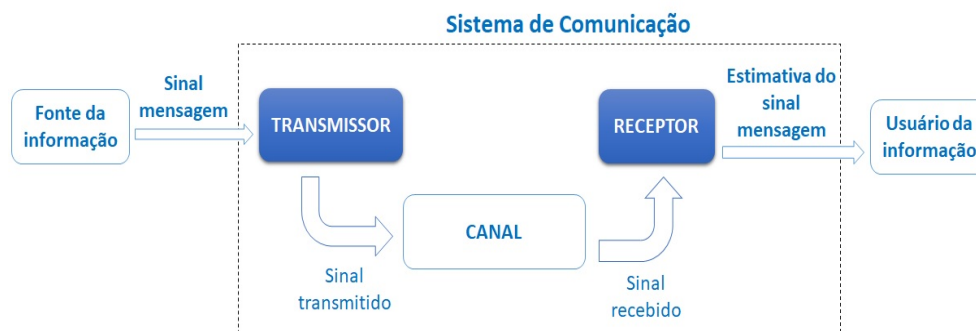 Sistema de Comunicação
Fonte da
informação
Sinal
mensagem
TRANSMISSOR
Sinal
transmitido
CANAL
Sinal
recebido
RECEPTOR
Estimativa do
sinal
mensagem
Usuário da
informação